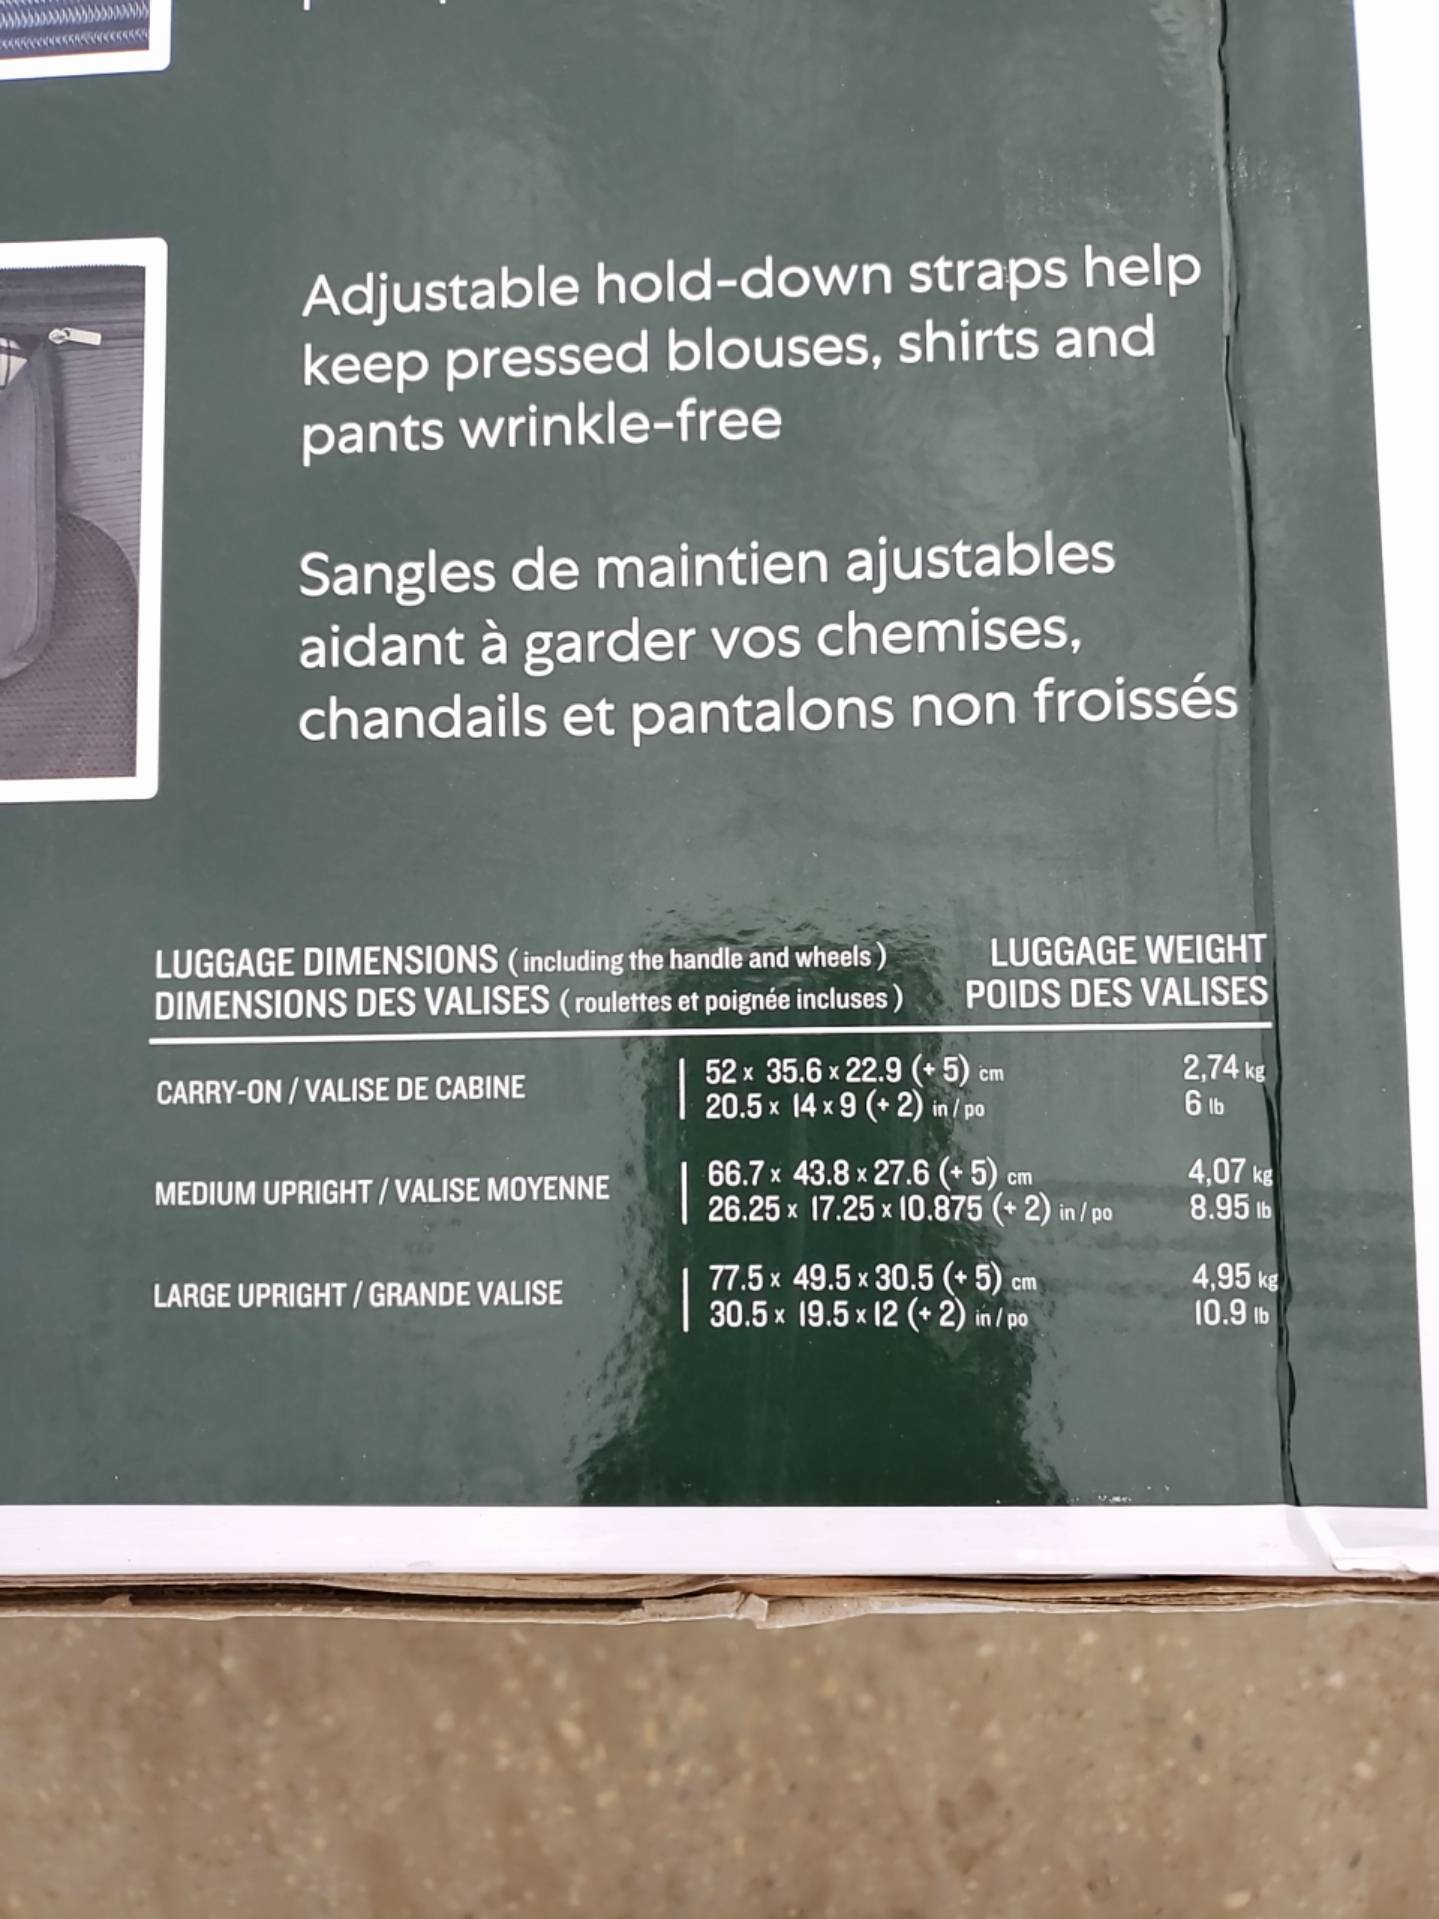 Adjustable hold-down straps help
keep pressed blouses, shirts and
pants wrinkle-free
Sangles de maintien ajustables
aidant à garder vos chemises,
chandails et pantalons non froissés
LUGGAGE DIMENSIONS (including the handle and wheels)
DIMENSIONS DES VALISES (roulettes et poignée incluses)
LUGGAGE WEIGHT
POIDS DES VALISES
CARRY-ON / VALISE DE CABINE
52 x 35.6 x 22.9 (+ 5) cm
20.5 x 14 x 9 (+ 2) in / po
2,74 kg
6 lb
MEDIUM UPRIGHT / VALISE MOYENNE
66.7 x 43.8 x 27.6 (+ 5) cm
26.25 x 17.25 x 10.875 (+ 2) in / po
4,07 kg
8.95 lb
LARGE UPRIGHT / GRANDE VALISE
77.5 x 49.5 x 30.5 (+ 5) cm
30.5 x 19.5 x 12 (+ 2) in / po
4,95 kg
10.9 lb